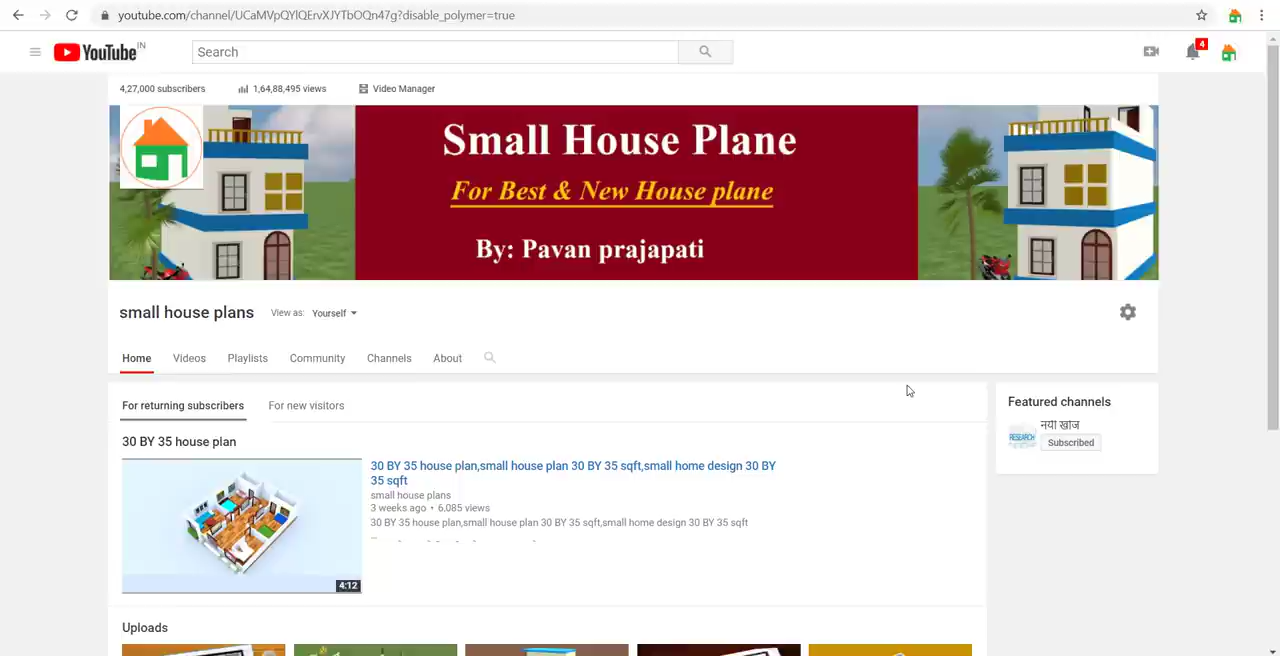 youtube.com/channel/UCaMVpQYlQErvXJYTbOQn47g?disable_polymer=true
YouTube IN
Search
4
4,27,000 subscribers
1,64,88,495 views
Video Manager
Small House Plane
For Best & New House plane
By: Pavan prajapati
small house plans
View as: Yourself
Home
Videos
Playlists
Community
Channels
About
For returning subscribers
For new visitors
Featured channels
नयी खोज
RESEARCH
Subscribed
30 BY 35 house plan
30 BY 35 house plan,small house plan 30 BY 35 sqft,small home design 30 BY
35 sqft
small house plans
3 weeks ago • 6,085 views
30 BY 35 house plan,small house plan 30 BY 35 sqft,small home design 30 BY 35 sqft
4:12
Uploads